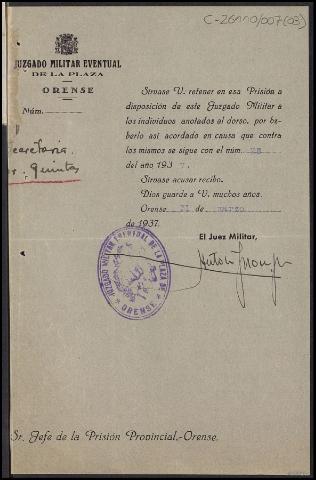 C-26110/007(03)
JUZGADO MILITAR EVENTUAL
DE LA PLAZA
ORENSE
Núm.
ecretaria
r. Quintas
Sírvase V. retener en esa Prisión a
disposición de este Juzgado Militar a
los individuos anotados al dorso, por ha-
berlo así acordado en causa que contra
los mismos se sigue con el núm.
del año 1937.
Sírvase acusar recibo.
Dios guarde a V. muchos años.
Orense 31 de marzo
de 1937.
El Juez Militar,
JUZGADO MILITAR EVENTUAL DE LA PLAZA DE
ORENSE
Sr. Jefe de la Prisión Provincial.-Orense.